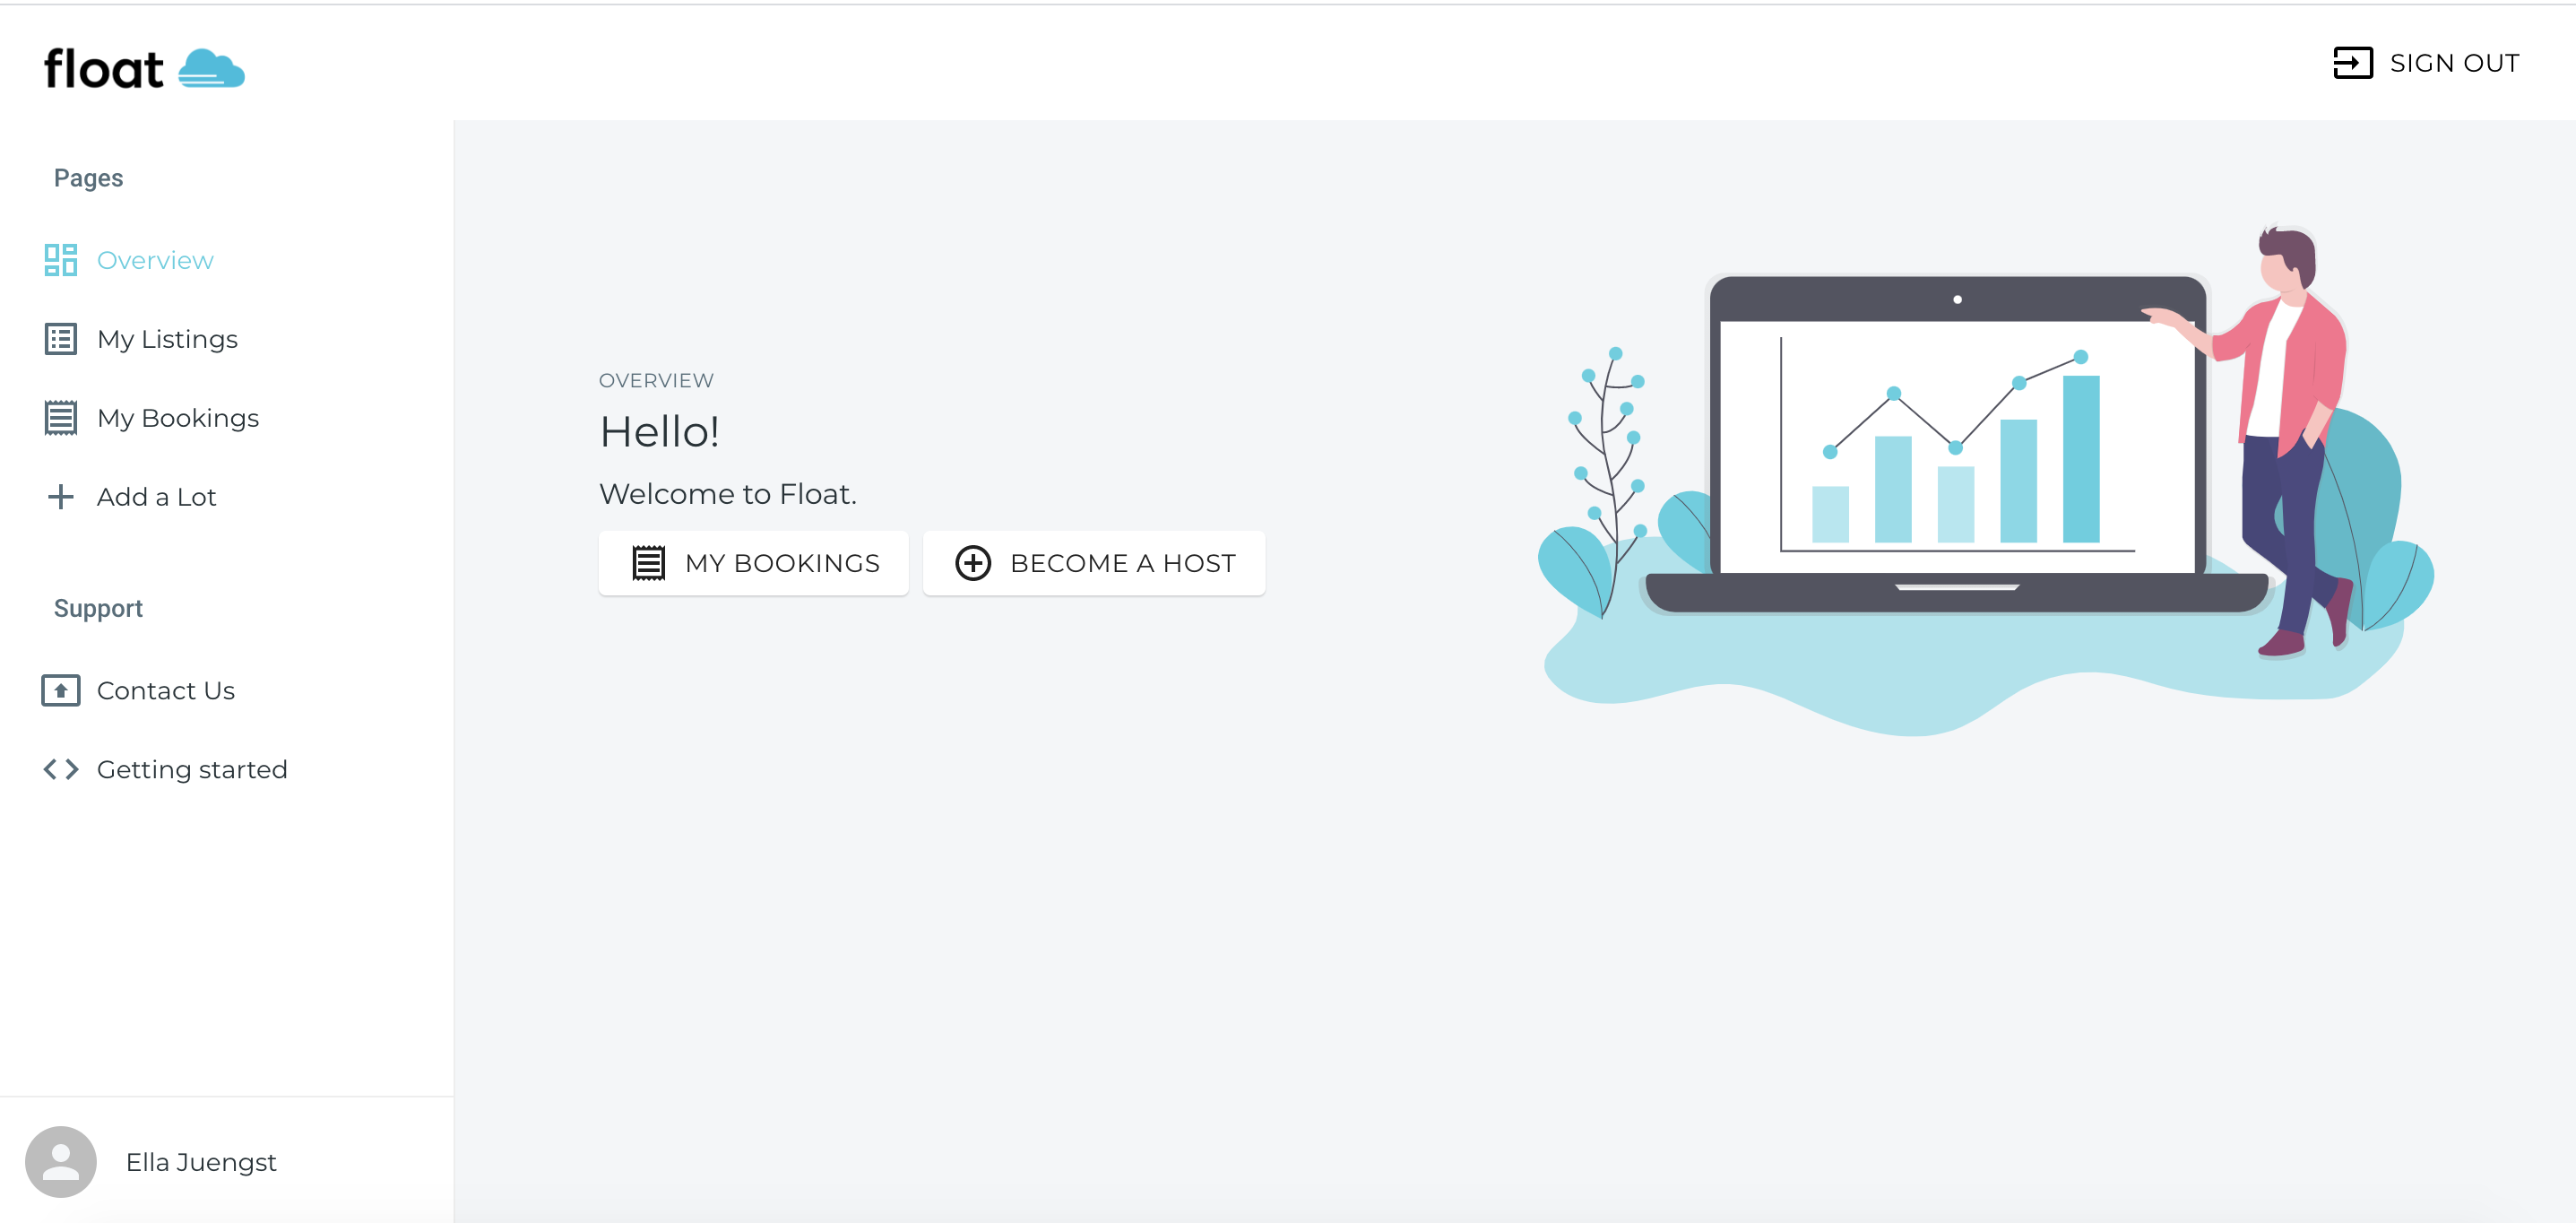 float
SIGN OUT
Pages
Overview
My Listings
My Bookings
Add a Lot
Support
Contact Us
Getting started
Ella Juengst
OVERVIEW
Hello!
Welcome to Float.
MY BOOKINGS
BECOME A HOST